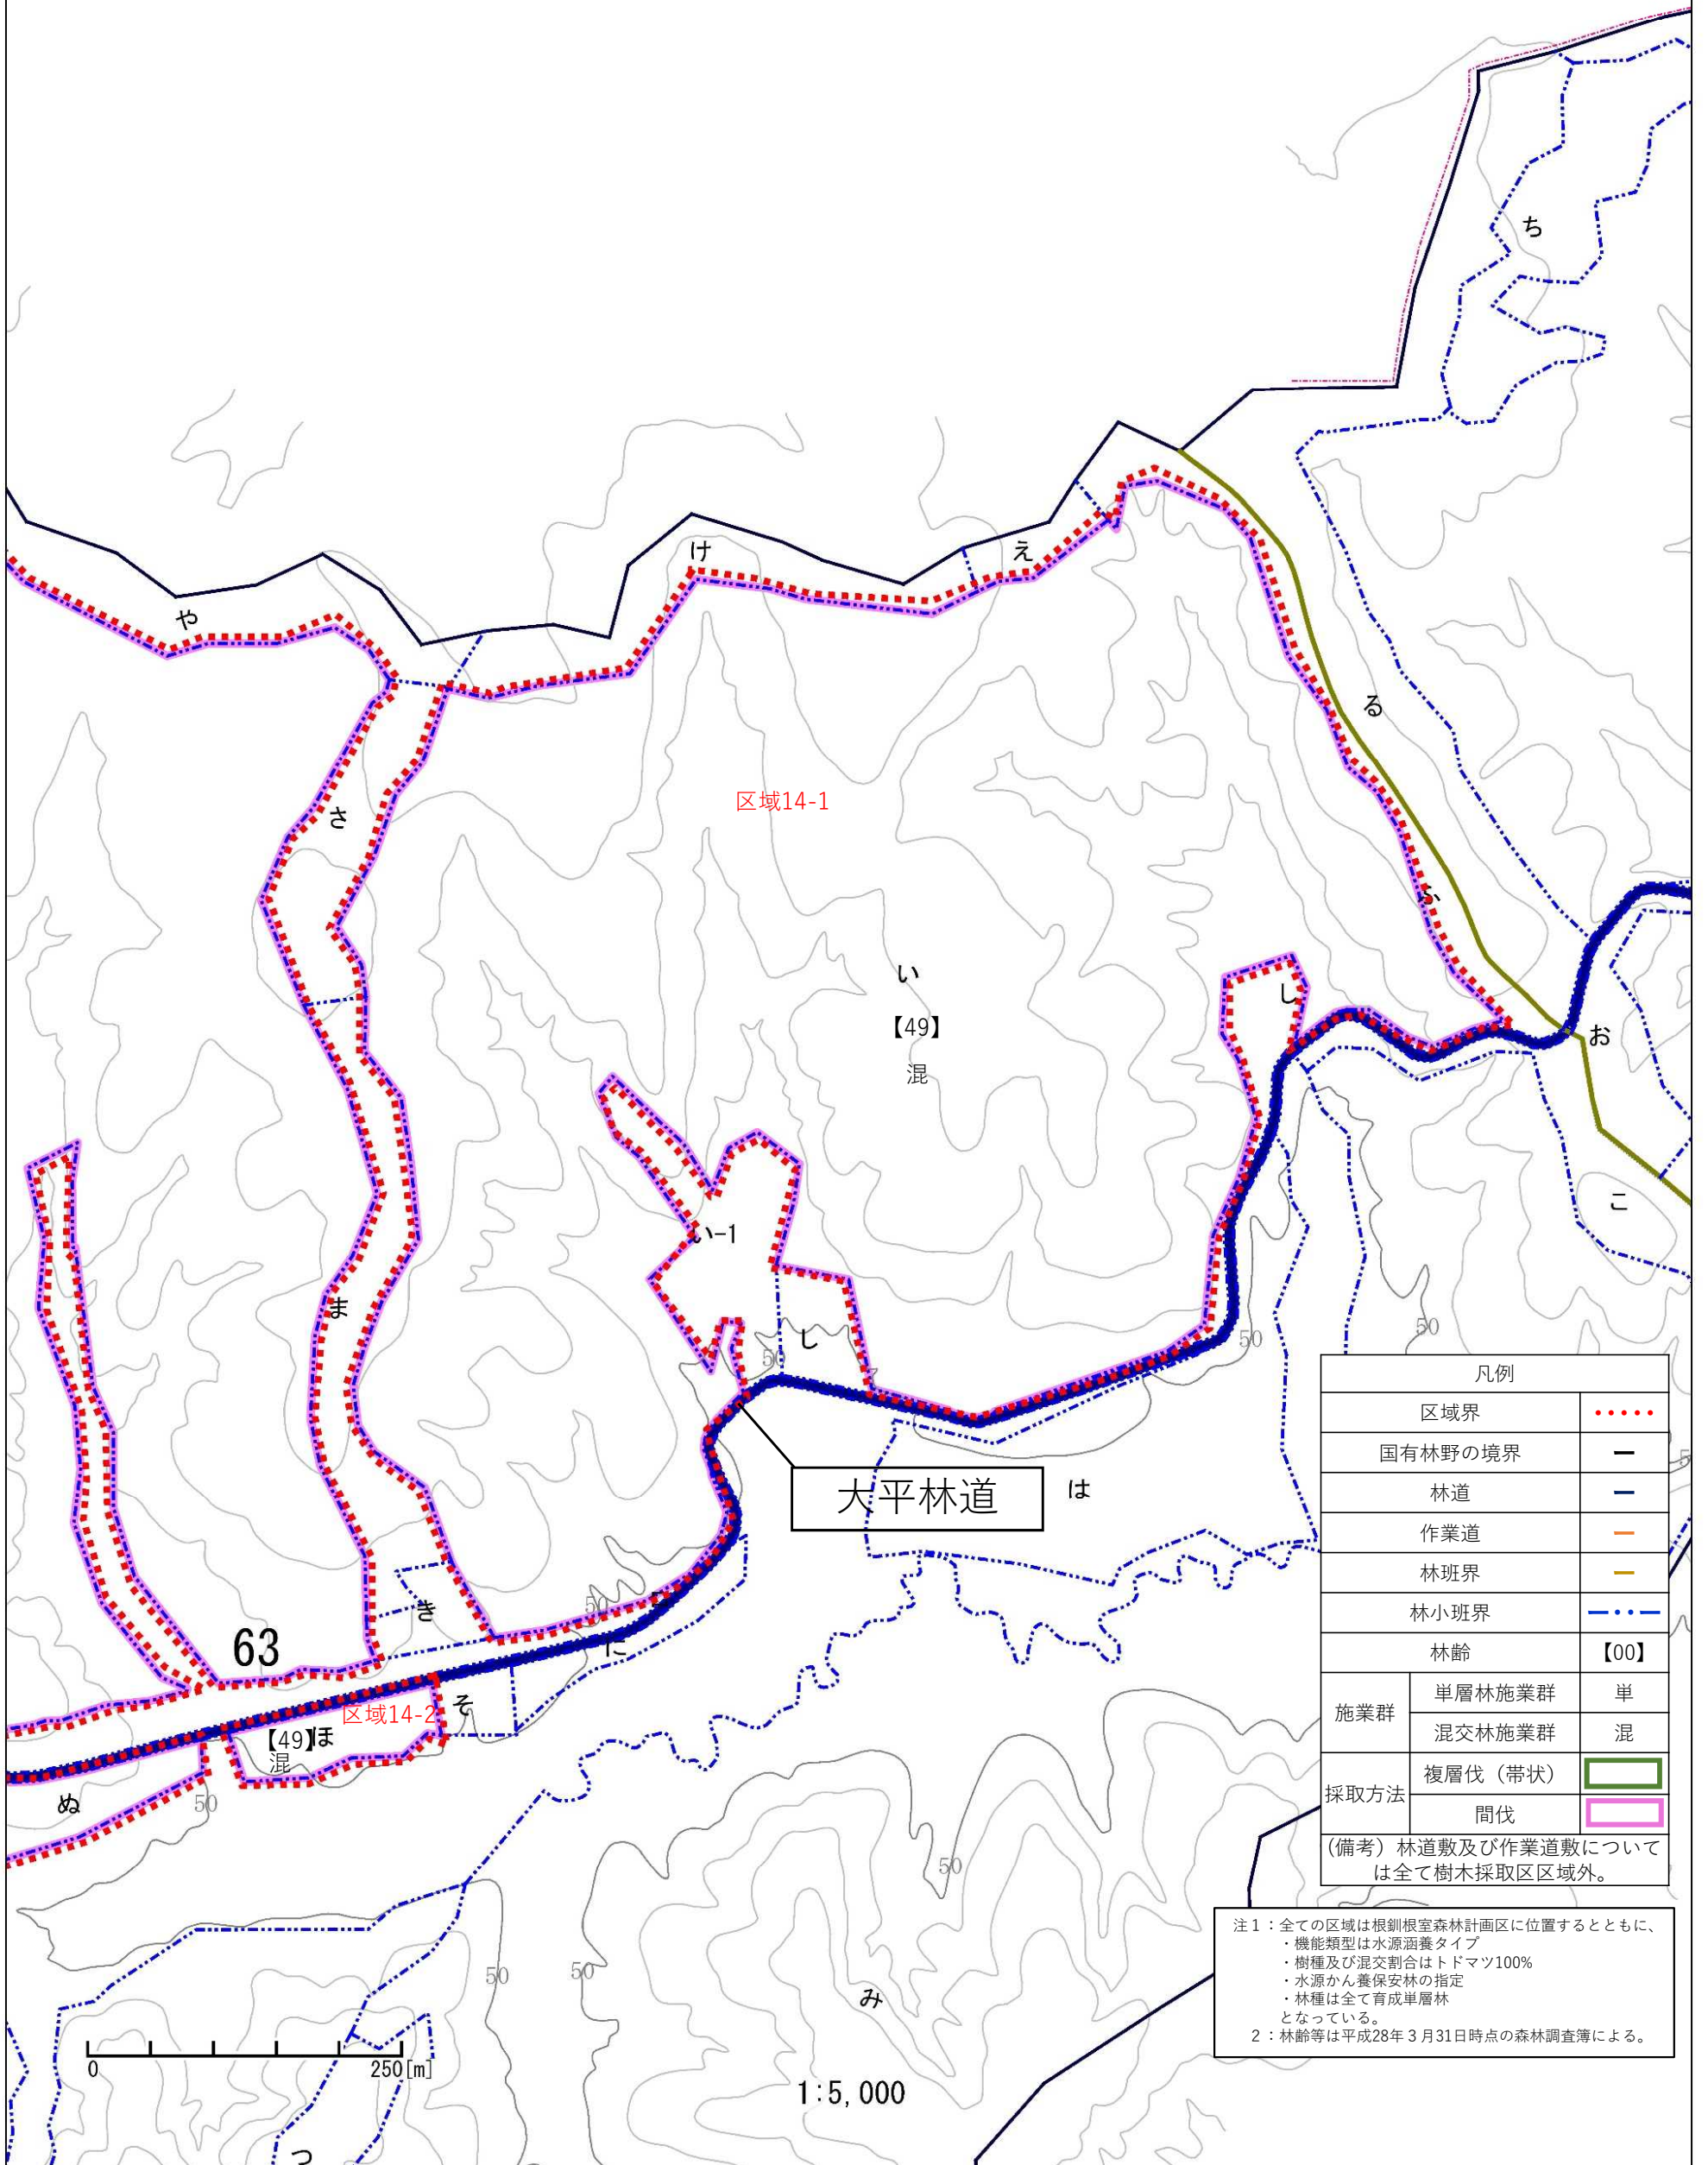 ち
け
え
や
る
区域14-1
さ
ふ
い
し
【49】
お
混
こ
い-1
ま
し
50
50
50
大平林道
は
50
き
63
に
区域14-2
そ
【49】
ほ
混
ぬ
50
50
50
50
み
つ
0 250[m]
1:5,000
凡例
区域界
国有林野の境界
林道
作業道
林班界
林小班界
林齢 【00】
施業群
単層林施業群 単
混交林施業群 混
採取方法
複層伐（帯状）
間伐
(備考）林道敷及び作業道敷について
は全て樹木採取区区域外。
注１：全ての区域は根釧根室森林計画区に位置するとともに、
・機能類型は水源涵養タイプ
・樹種及び混交割合はトドマツ100%
・水源かん養保安林の指定
・林種は全て育成単層林
となっている。
２：林齢等は平成28年３月31日時点の森林調査簿による。